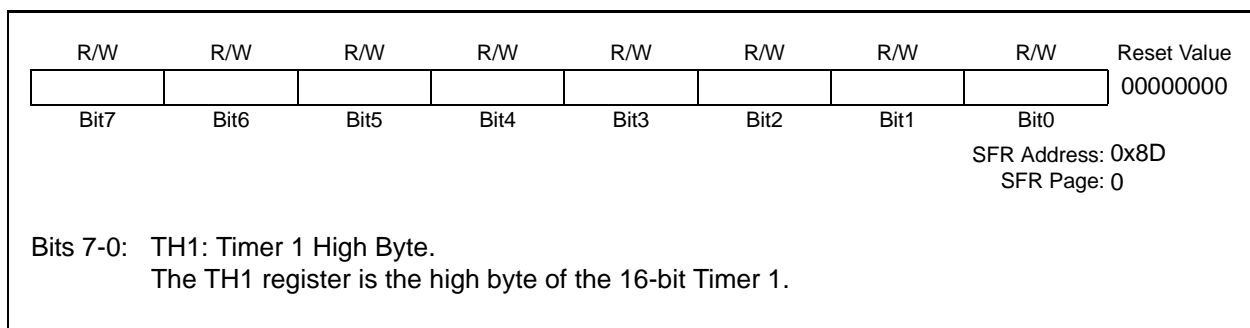 R/W R/W R/W R/W R/W R/W R/W R/W Reset Value
00000000
Bit7 Bit6 Bit5 Bit4 Bit3 Bit2 Bit1 Bit0
SFR Address: 0x8D
SFR Page: 0
Bits 7-0: TH1: Timer 1 High Byte.
The TH1 register is the high byte of the 16-bit Timer 1.